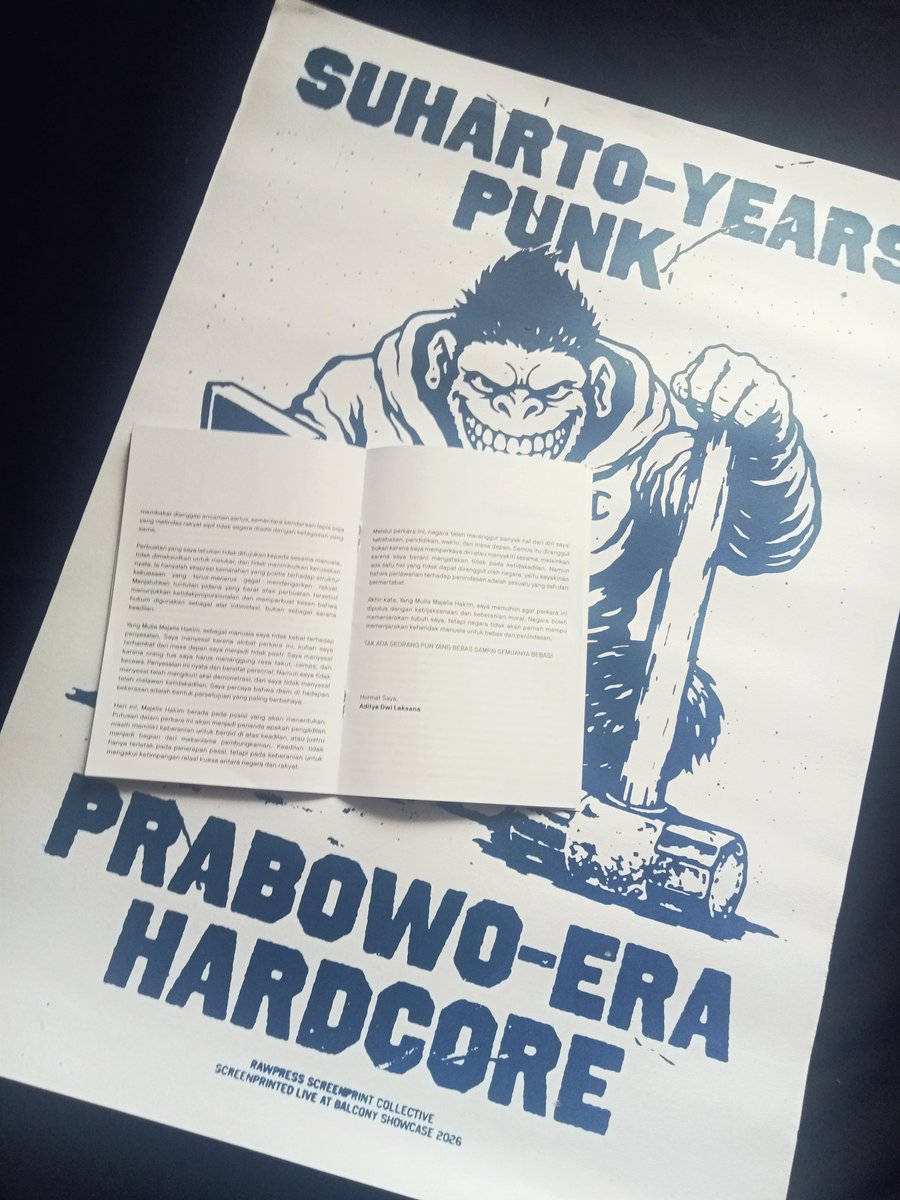 SUHARTO-YEARS
PUNK
membakar dianggap ancaman serius, sementara kendaraan lapis baja
yang melindas rakyat sipil tidak segera diadili dengan ketegasan yang
sama.
Perbuatan yang saya lakukan tidak ditujukan kepada sesama manusia,
tidak dimaksudkan untuk melukai, dan tidak menimbulkan korban
nyata. Ia hanyalah ekspresi kemarahan yang politis terhadap struktur
kekuasaan yang terus-menerus gagal mendengarkan rakyat.
Menjatuhkan tuntutan pidana yang berat atas perbuatan tersebut
menunjukkan ketidakproporsionalan dan memperkuat kesan bahwa
hukum digunakan sebagai alat intimidasi, bukan sebagai sarana
keadilan.
Yang Mulia Majelis Hakim, sebagai manusia saya tidak kebal terhadap
penyesalan. Saya menyesal karena akibat perkara ini, kuliah saya
terhambat dan masa depan saya menjadi tidak pasti. Saya menyesal
karena orang tua saya harus menanggung rasa takut, cemas, dan
kecewa. Penyesalan ini nyata dan bersifat personal. Namun saya tidak
menyesal telah mengikuti aksi demonstrasi, dan saya tidak menyesal
telah melawan ketidakadilan. Saya percaya bahwa diam di hadapan
kekerasan adalah bentuk persetujuan yang paling berbahaya.
Hari ini, Majelis Hakim berada pada posisi yang akan menentukan.
Putusan dalam perkara ini akan menjadi penanda apakah pengadilan
masih memiliki keberanian untuk berdiri di atas keadilan, atau justru
menjadi bagian dari mekanisme pembungkaman. Keadilan tidak
hanya terletak pada penerapan pasal, tetapi pada keberanian untuk
mengakui ketimpangan relasi kuasa antara negara dan rakyat.
Melalui perkara ini, negara telah merenggut banyak hal dari diri saya:
kebebasan, pendidikan, waktu, dan masa depan. Semua itu direnggut
bukan karena saya memperkaya diri atau menyakiti sesama, melainkan
karena saya berani mengatakan tidak pada ketidakadilan. Namun
ada satu hal yang tidak dapat direnggut oleh negara, yaitu keyakinan
bahwa perlawanan terhadap penindasan adalah sesuatu yang sah dan
bermartabat.
Akhir kata, Yang Mulia Majelis Hakim, saya memohon agar perkara ini
diputus dengan kebijaksanaan dan keberanian moral. Negara boleh
memenjarakan tubuh saya, tetapi negara tidak akan pernah mampu
memenjarakan kehendak manusia untuk bebas dari penindasan.
TAK ADA SEORANG PUN YANG BEBAS SAMPAI SEMUANYA BEBAS!
Hormat Saya,
Aditya Dwi Laksana
PRABOWO-ERA
HARDCORE
RAWPRESS SCREENPRINT COLLECTIVE
SCREENPRINTED LIVE AT BALCONY SHOWCASE 2026